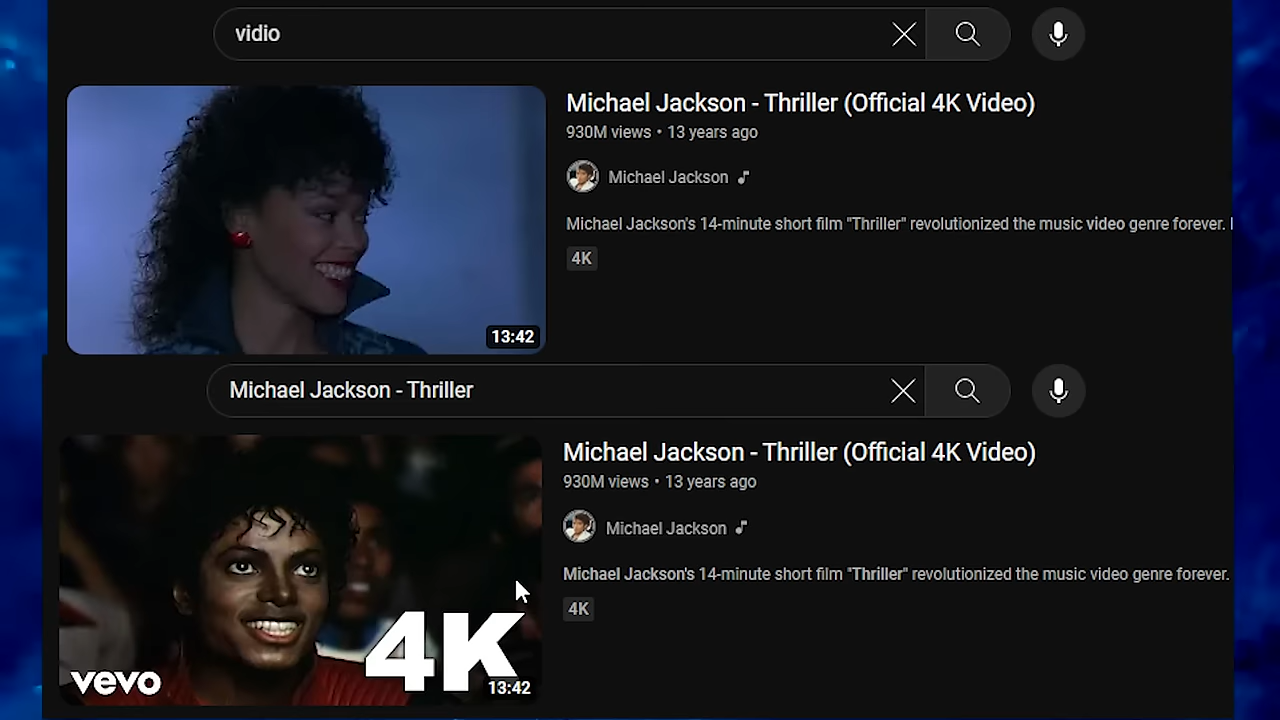 vidio
Michael Jackson - Thriller (Official 4K Video)
930M views • 13 years ago
Michael Jackson
Michael Jackson's 14-minute short film "Thriller" revolutionized the music video genre forever.
4K
13:42
Michael Jackson - Thriller
Michael Jackson - Thriller (Official 4K Video)
930M views • 13 years ago
Michael Jackson
Michael Jackson's 14-minute short film "Thriller" revolutionized the music video genre forever.
4K
4K
vevo
13:42